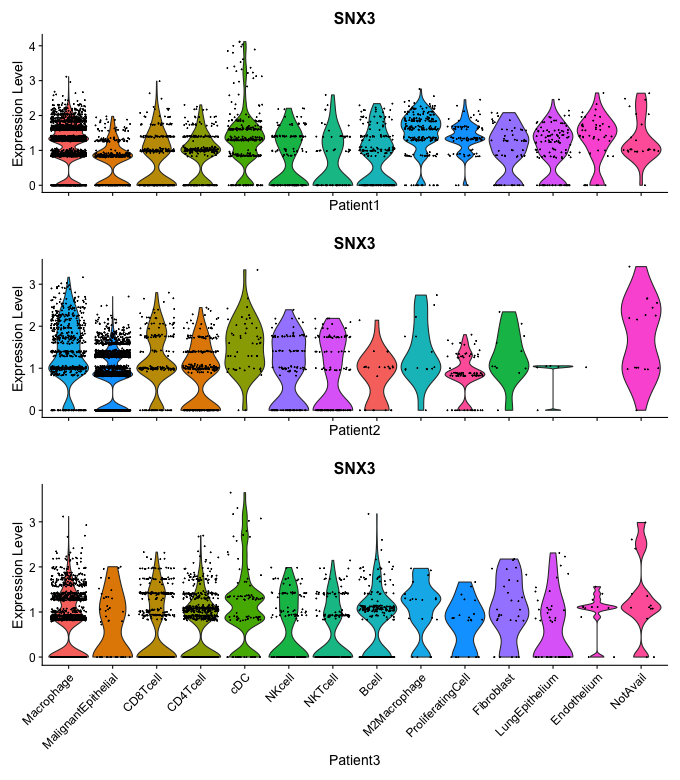 SNX3
Expression Level
4
3
2
1
0
Patient1
SNX3
Expression Level
3
2
1
0
Patient2
SNX3
Expression Level
3
2
1
0
Macrophage
MalignantEpithelial
CD8Tcell
CD4Tcell
cDC
NKcell
NKTcell
Bcell
M2Macrophage
ProliferatingCell
Fibroblast
LungEpithelium
Endothelium
NotAvail
Patient3